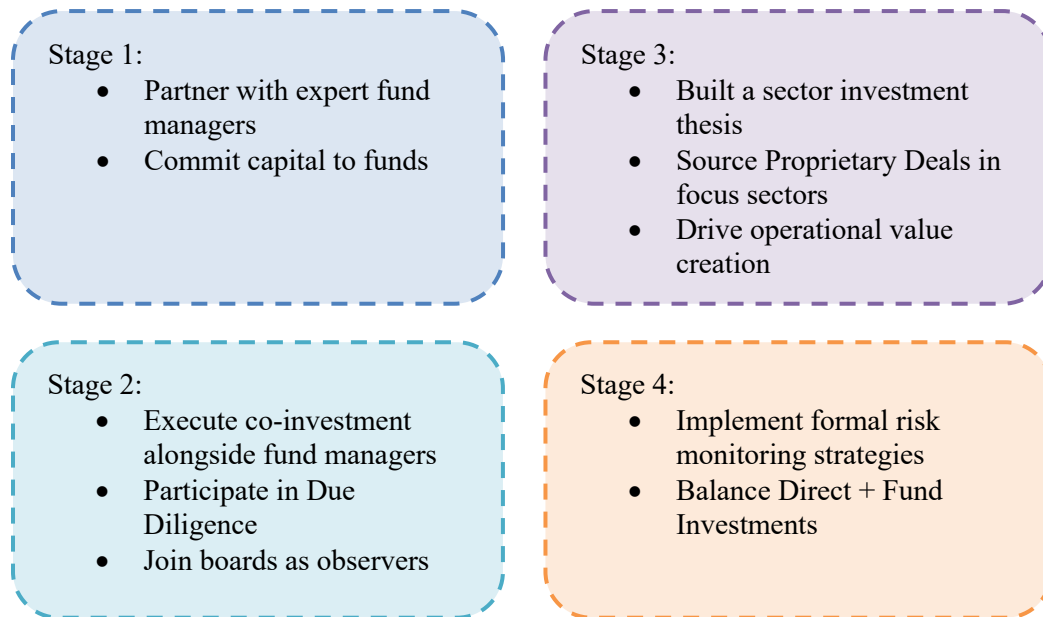 Stage 1:
• Partner with expert fund
managers
• Commit capital to funds
Stage 2:
• Execute co-investment
alongside fund managers
• Participate in Due
Diligence
• Join boards as observers
Stage 3:
• Built a sector investment
thesis
• Source Proprietary Deals in
focus sectors
• Drive operational value
creation
Stage 4:
• Implement formal risk
monitoring strategies
• Balance Direct + Fund
Investments